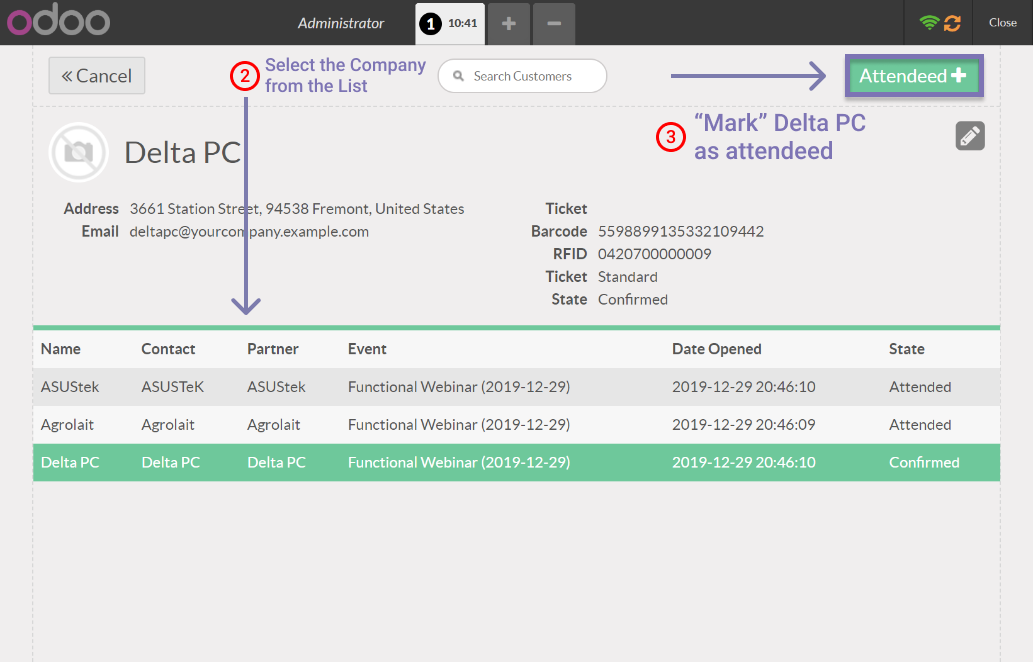 odoo
Administrator
1 10:41
Close
Cancel
2 Select the Company
from the List
Search Customers
Attendeed
3 “Mark” Delta PC
as attendeed
Delta PC
Address 3661 Station Street, 94538 Fremont, United States
Email deltapc@yourcompany.example.com
Ticket
Barcode 5598899135332109442
RFID 0420700000009
Ticket Standard
State Confirmed
Name Contact Partner Event Date Opened State
ASUStek ASUSTeK ASUStek Functional Webinar (2019-12-29) 2019-12-29 20:46:10 Attended
Agrolait Agrolait Agrolait Functional Webinar (2019-12-29) 2019-12-29 20:46:09 Attended
Delta PC Delta PC Delta PC Functional Webinar (2019-12-29) 2019-12-29 20:46:10 Confirmed